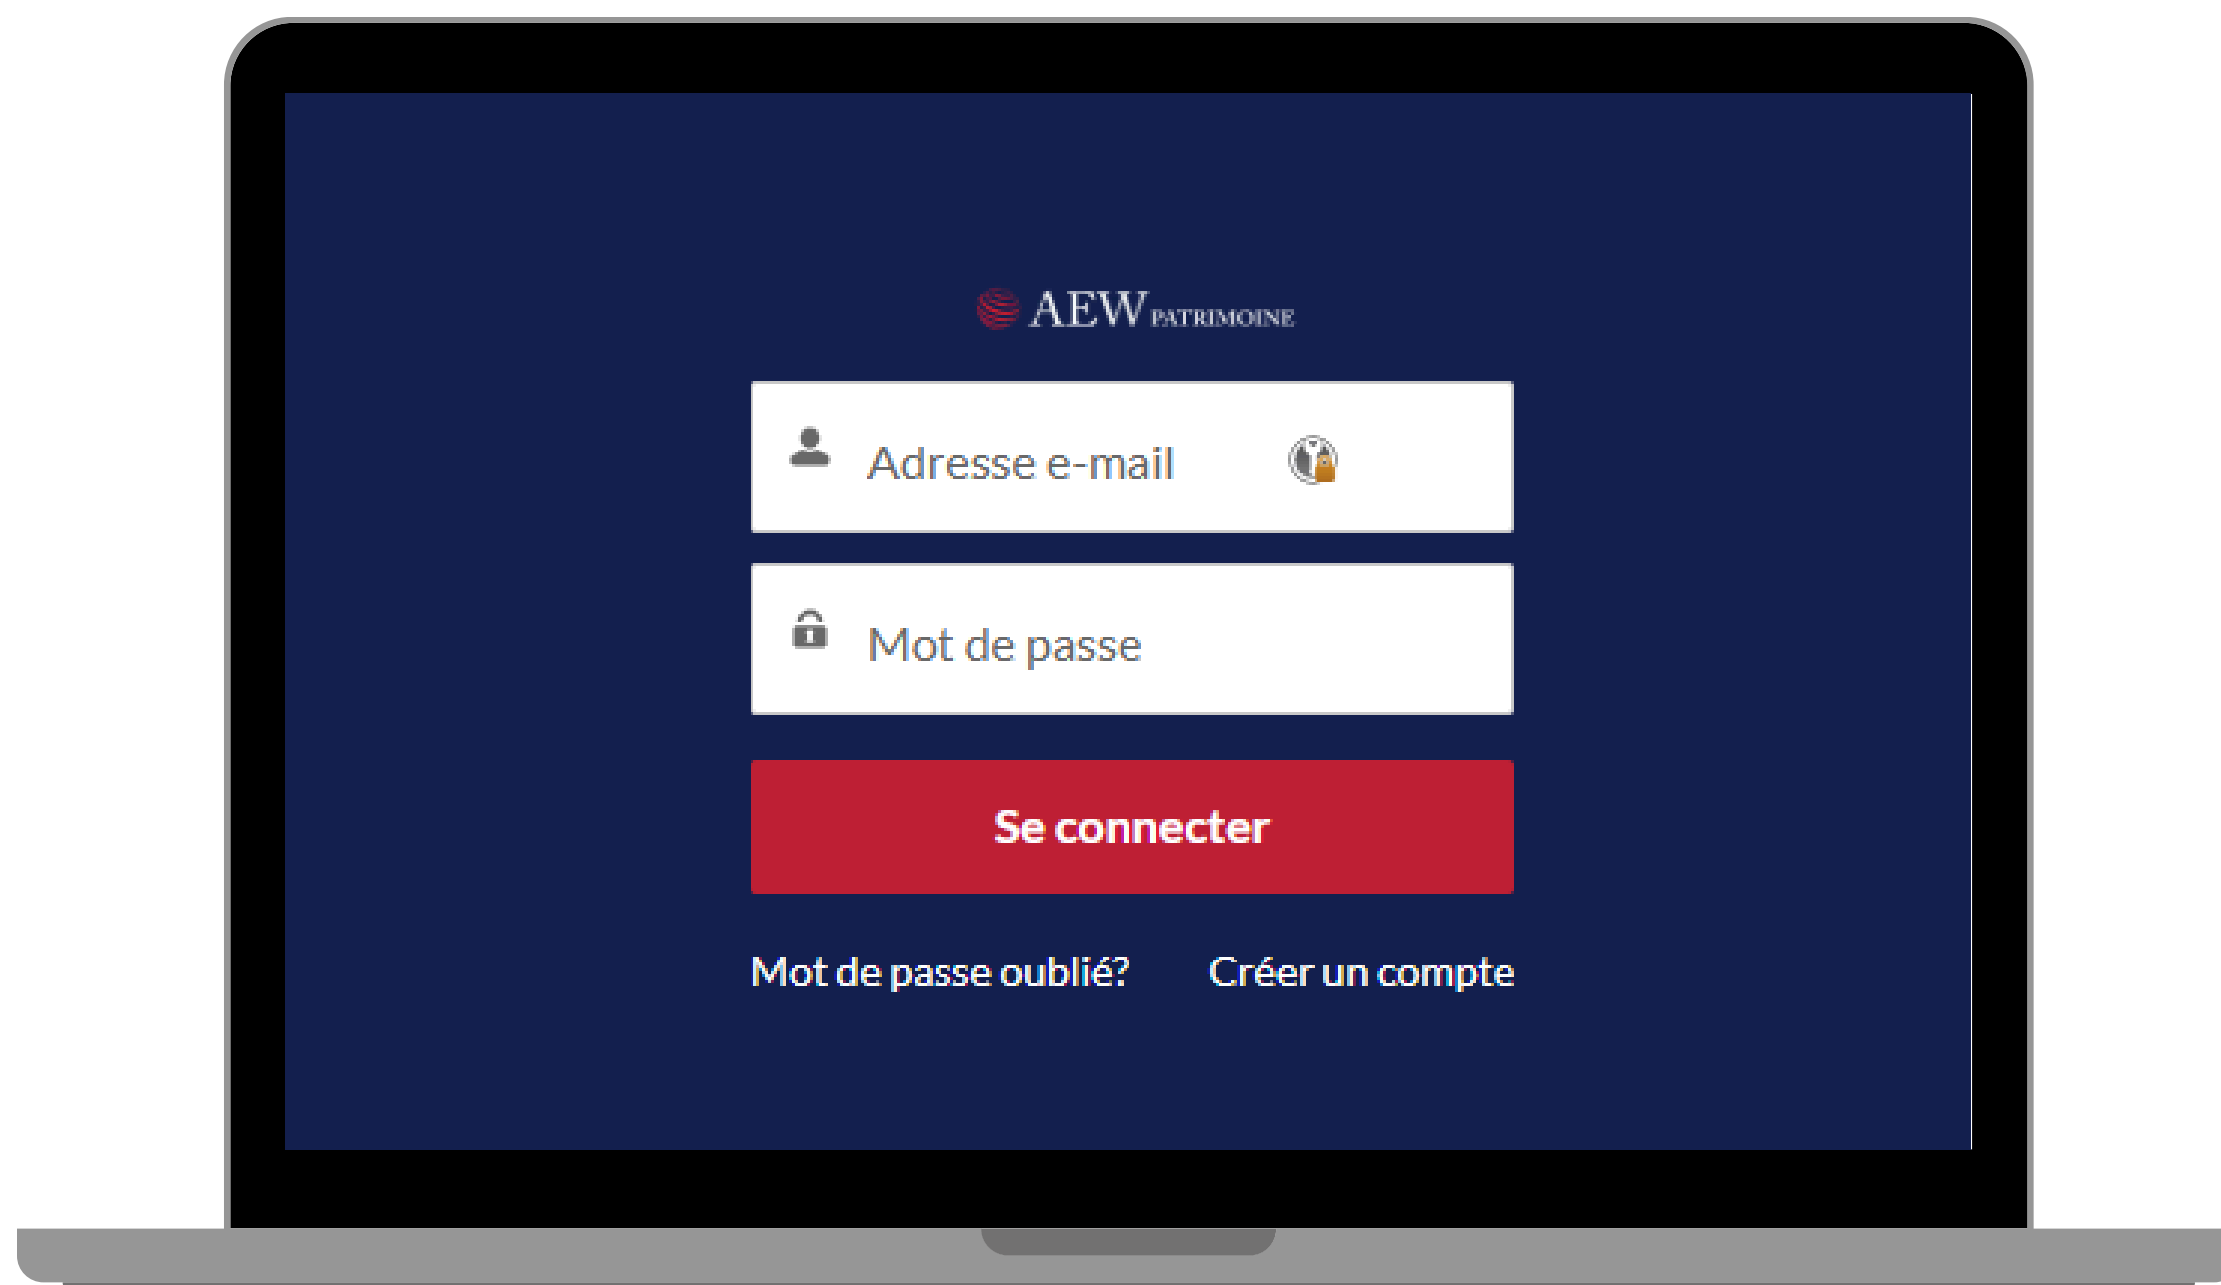 AEW PATRIMOINE
Adresse e-mail
Mot de passe
Se connecter
Mot de passe oublié? Créer un compte